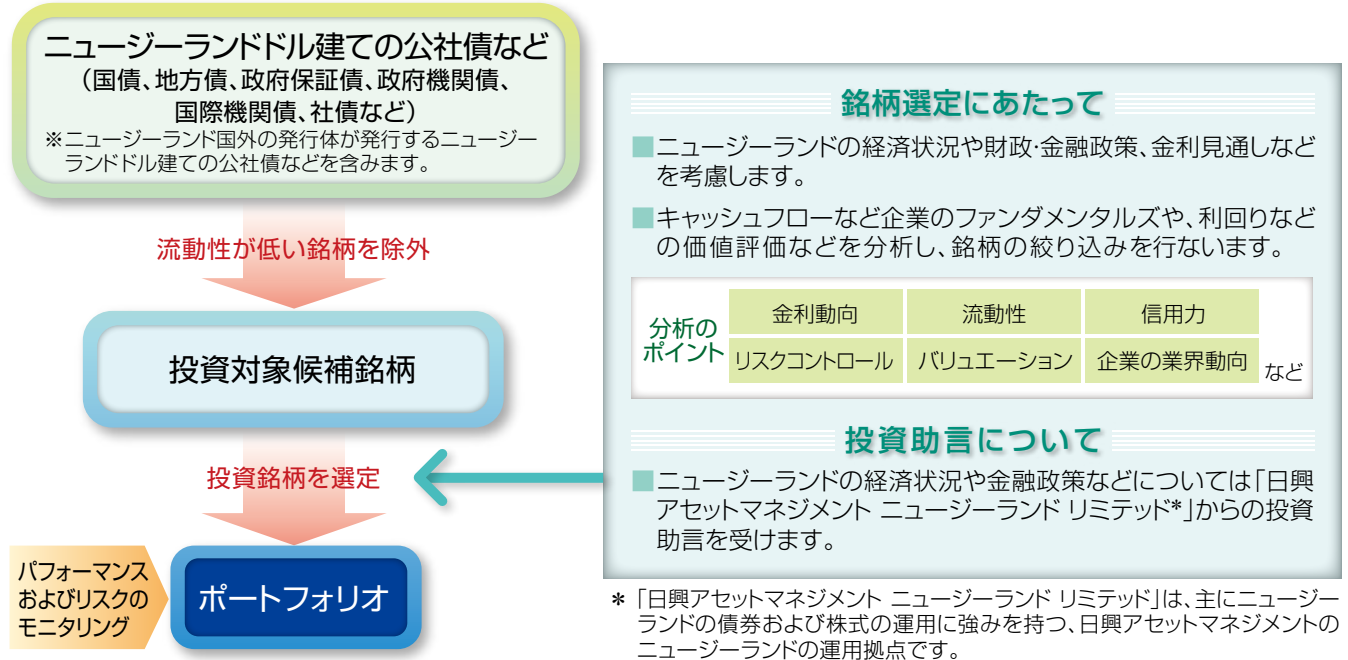 ニュージーランドドル建ての公社債など
（国債、地方債、政府保証債、政府機関債、
国際機関債、社債など）
※ニュージーランド国外の発行体が発行するニュージー
ランドドル建ての公社債などを含みます。
流動性が低い銘柄を除外
投資対象候補銘柄
投資銘柄を選定
パフォーマンス
およびリスクの
モニタリング
ポートフォリオ
銘柄選定にあたって
■ニュージーランドの経済状況や財政・金融政策、金利見通しなど
を考慮します。
■キャッシュフローなど企業のファンダメンタルズや、利回りなど
の価値評価などを分析し、銘柄の絞り込みを行ないます。
分析の
ポイント
金利動向 流動性 信用力
リスクコントロール バリュエーション 企業の業界動向 など
投資助言について
■ニュージーランドの経済状況や金融政策などについては「日興
アセットマネジメント ニュージーランド リミテッド*」からの投資
助言を受けます。
* 「日興アセットマネジメント ニュージーランド リミテッド」は、主にニュージー
ランドの債券および株式の運用に強みを持つ、日興アセットマネジメントの
ニュージーランドの運用拠点です。